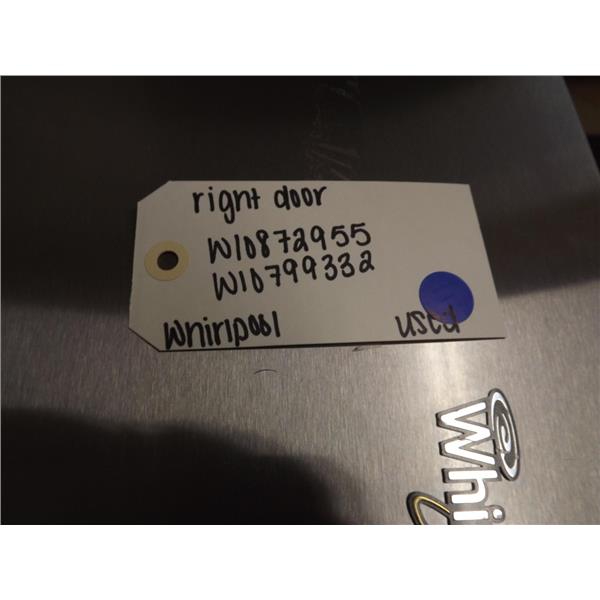 right door
W10872955
W10799332
Whirlpool used
Whi